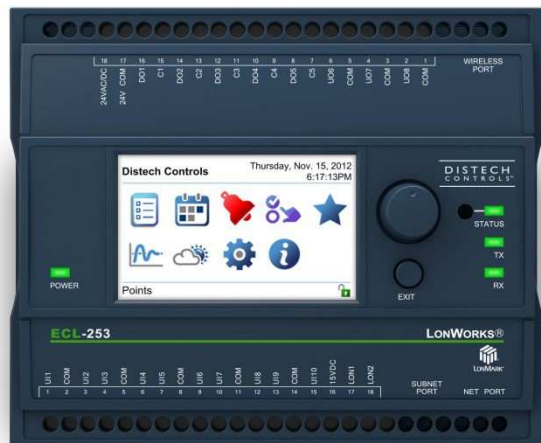 18 17 16 15 14 13 12 11 10 9 8 7 6 5 4 3 2 1
24VAC/DC 24V COM DO1 C1 DO2 C2 DO3 C3 DO4 C4 DO5 C5 UO6 COM UO7 COM UO8 COM
WIRELESS
PORT
Distech Controls
Thursday, Nov. 15, 2012
6:17:13PM
Points
POWER
EXIT
DISTECH
CONTROLS™
STATUS
TX
RX
ECL-253
LONWORKS®
LONMARK®
UI1 COM UI2 UI3 COM UI4 UI5 COM UI6 UI7 COM UI8 UI9 COM UI10 15VDC LON1 LON2
1 2 3 4 5 6 7 8 9 10 11 12 13 14 15 16 17 18
SUBNET
PORT
NET PORT